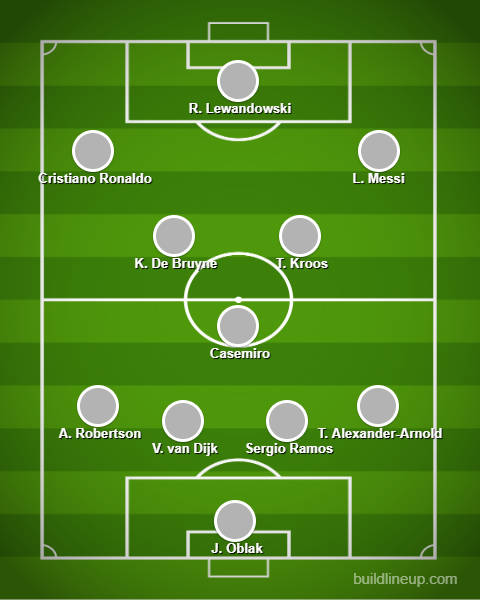 R. Lewandowski
Cristiano Ronaldo
L. Messi
K. De Bruyne
T. Kroos
Casemiro
A. Robertson
T. Alexander-Arnold
V. van Dijk
Sergio Ramos
J. Oblak
buildlineup.com